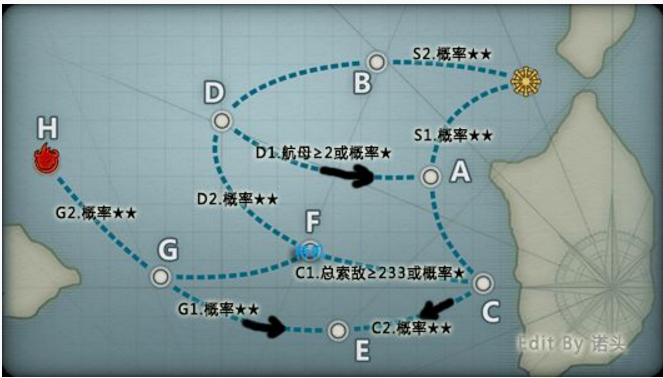 S2.概率★★
B
D
S1.概率★★
H
D1.航母≥2或概率★
A
D2.概率★★
G2.概率★★
F
G
C1.总索敌≥233或概率★
G1.概率★★
C
C2.概率★★
E
Edit By 诺头